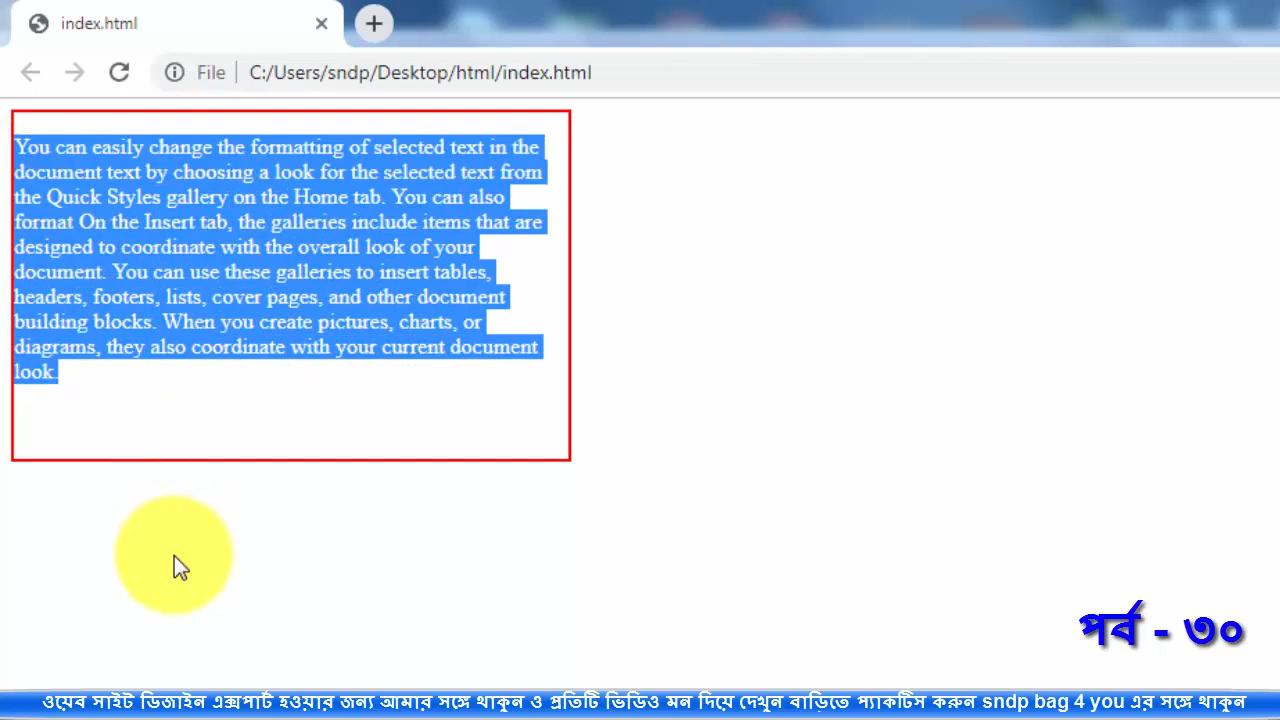 index.html
File C:/Users/sndp/Desktop/html/index.html
You can easily change the formatting of selected text in the
document text by choosing a look for the selected text from
the Quick Styles gallery on the Home tab. You can also
format On the Insert tab, the galleries include items that are
designed to coordinate with the overall look of your
document. You can use these galleries to insert tables,
headers, footers, lists, cover pages, and other document
building blocks. When you create pictures, charts, or
diagrams, they also coordinate with your current document
look.
পর্ব - ৩০
ওয়েব সাইট ডিজাইন এক্সপার্ট হওয়ার জন্য আমার সঙ্গে থাকুন ও প্রতিটি ভিডিও মন দিয়ে দেখুন বাড়িতে প্যাকটিস করুন sndp bag 4 you এর সঙ্গে থাকুন